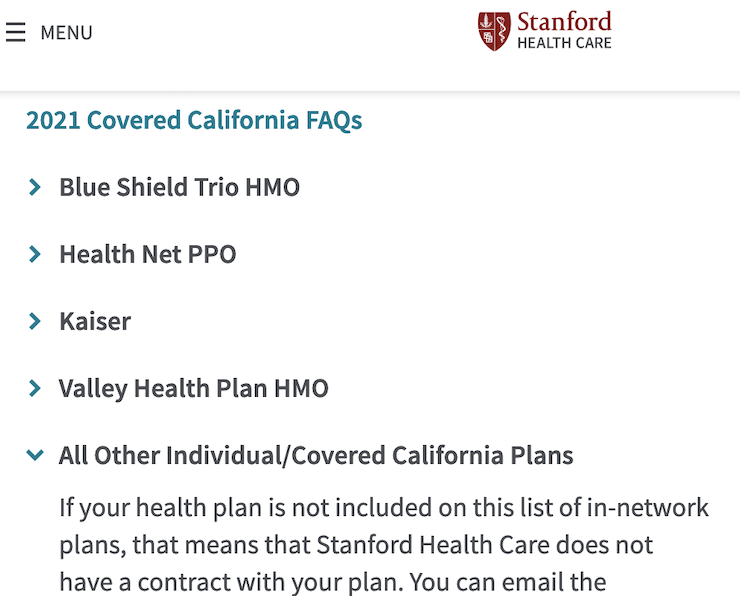 MENU
Stanford
HEALTH CARE
2021 Covered California FAQs
Blue Shield Trio HMO
Health Net PPO
Kaiser
Valley Health Plan HMO
All Other Individual/Covered California Plans
If your health plan is not included on this list of in-network
plans, that means that Stanford Health Care does not
have a contract with your plan. You can email the